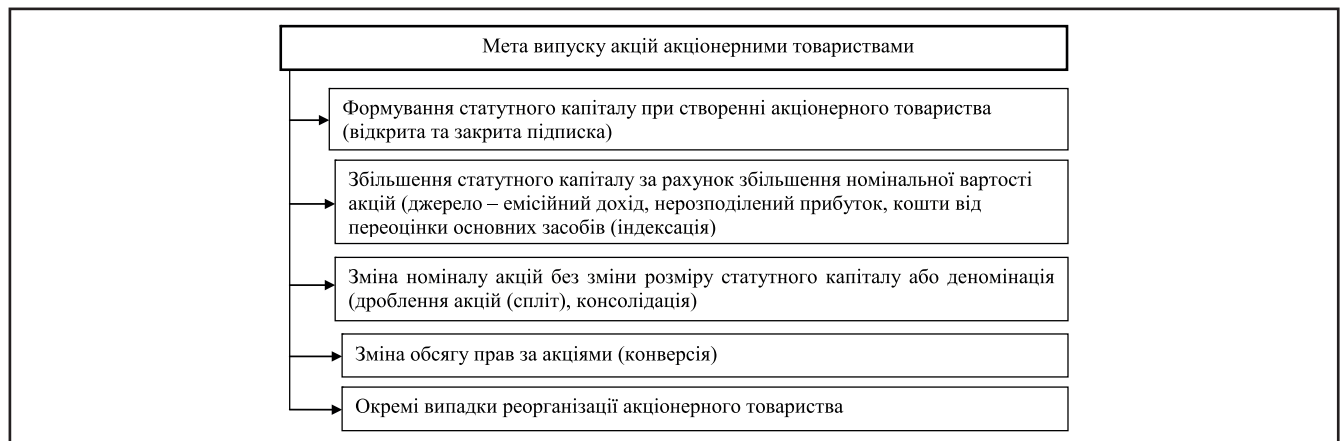 Мета випуску акцій акціонерними товариствами
Формування статутного капіталу при створенні акціонерного товариства
(відкрита та закрита підписка)
Збільшення статутного капіталу за рахунок збільшення номінальної вартості
акцій (джерело – емісійний дохід, нерозподілений прибуток, кошти від
переоцінки основних засобів (індексація)
Зміна номіналу акцій без зміни розміру статутного капіталу або деномінація
(дроблення акцій (спліт), консолідація)
Зміна обсягу прав за акціями (конверсія)
Окремі випадки реорганізації акціонерного товариства